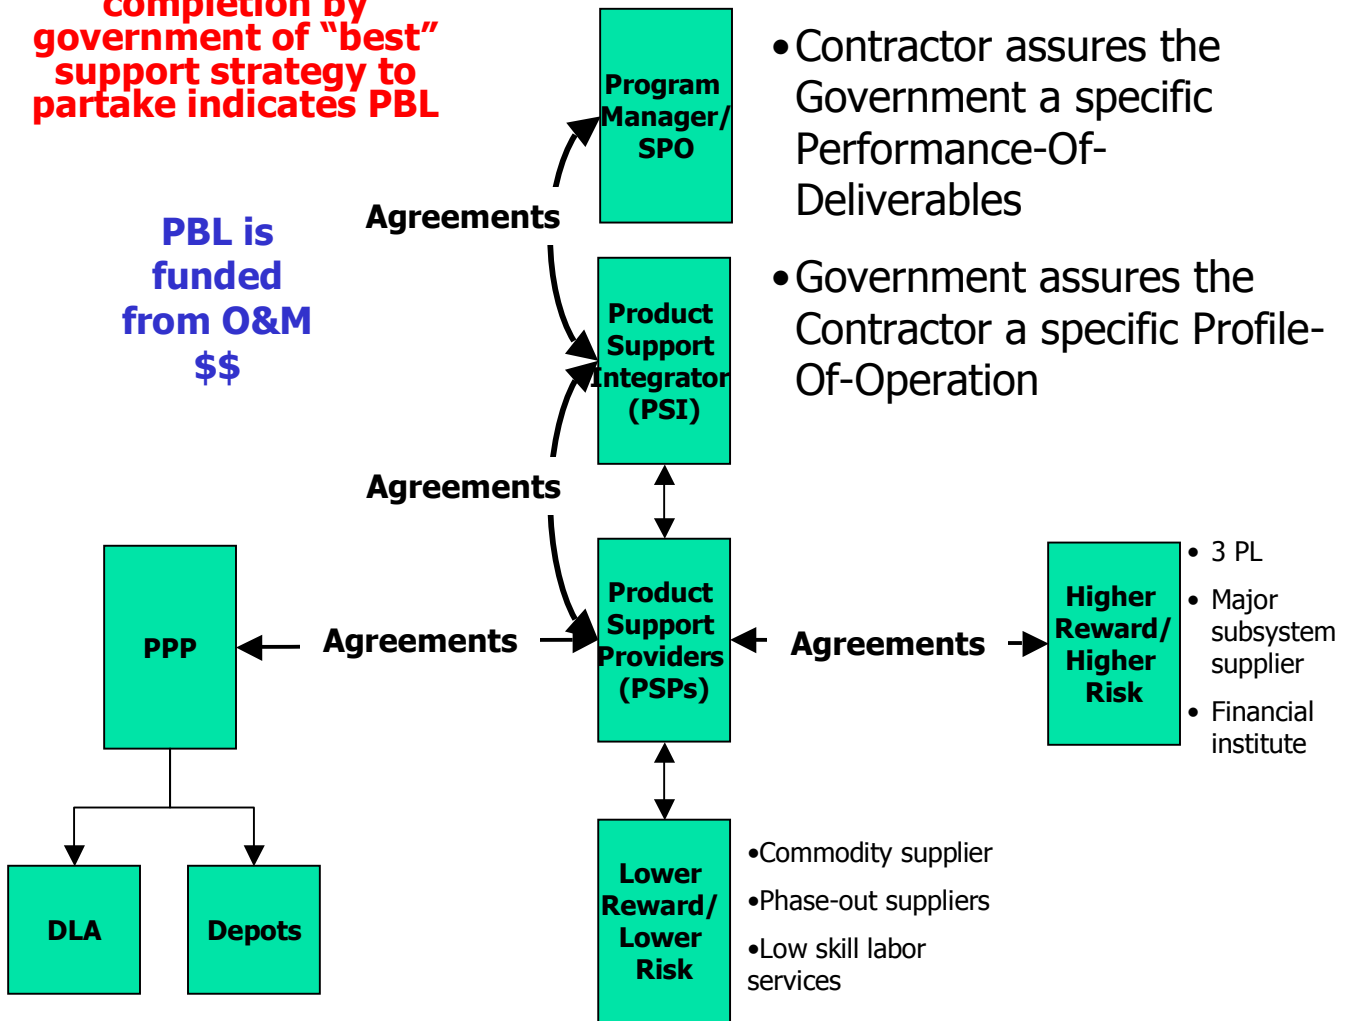 completion by
government of “best”
support strategy to
partake indicates PBL
PBL is
funded
from O&M
$$
Program
Manager/
SPO
•Contractor assures the
Government a specific
Performance-Of-
Deliverables
•Government assures the
Contractor a specific Profile-
Of-Operation
Agreements
Product
Support
Integrator
(PSI)
Agreements
PPP
Agreements
Product
Support
Providers
(PSPs)
Agreements
Higher
Reward/
Higher
Risk
• 3 PL
• Major
subsystem
supplier
• Financial
institute
DLA
Depots
Lower
Reward/
Lower
Risk
•Commodity supplier
•Phase-out suppliers
•Low skill labor
services